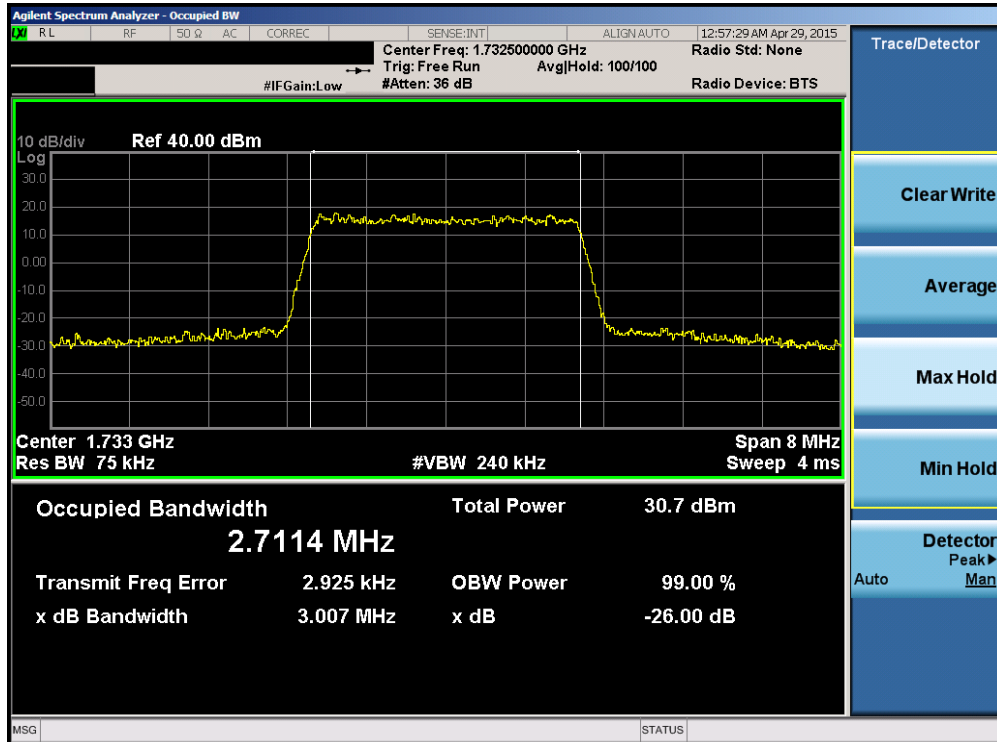 Agilent Spectrum Analyzer - Occupied BW
LXI RL RF 50 Ω AC CORREC SENSE:INT ALIGN AUTO 12:57:29 AM Apr 29, 2015
Center Freq: 1.732500000 GHz Radio Std: None
Trig: Free Run Avg|Hold: 100/100
#IFGain:Low #Atten: 36 dB Radio Device: BTS
Trace/Detector
10 dB/div Ref 40.00 dBm
Log
30.0
20.0
10.0
0.00
-10.0
-20.0
-30.0
-40.0
-50.0
Center 1.733 GHz Span 8 MHz
Res BW 75 kHz #VBW 240 kHz Sweep 4 ms
Occupied Bandwidth Total Power 30.7 dBm
2.7114 MHz
Transmit Freq Error 2.925 kHz OBW Power 99.00 %
x dB Bandwidth 3.007 MHz x dB -26.00 dB
Clear Write
Average
Max Hold
Min Hold
Detector
Peak▶
Auto Man
MSG STATUS